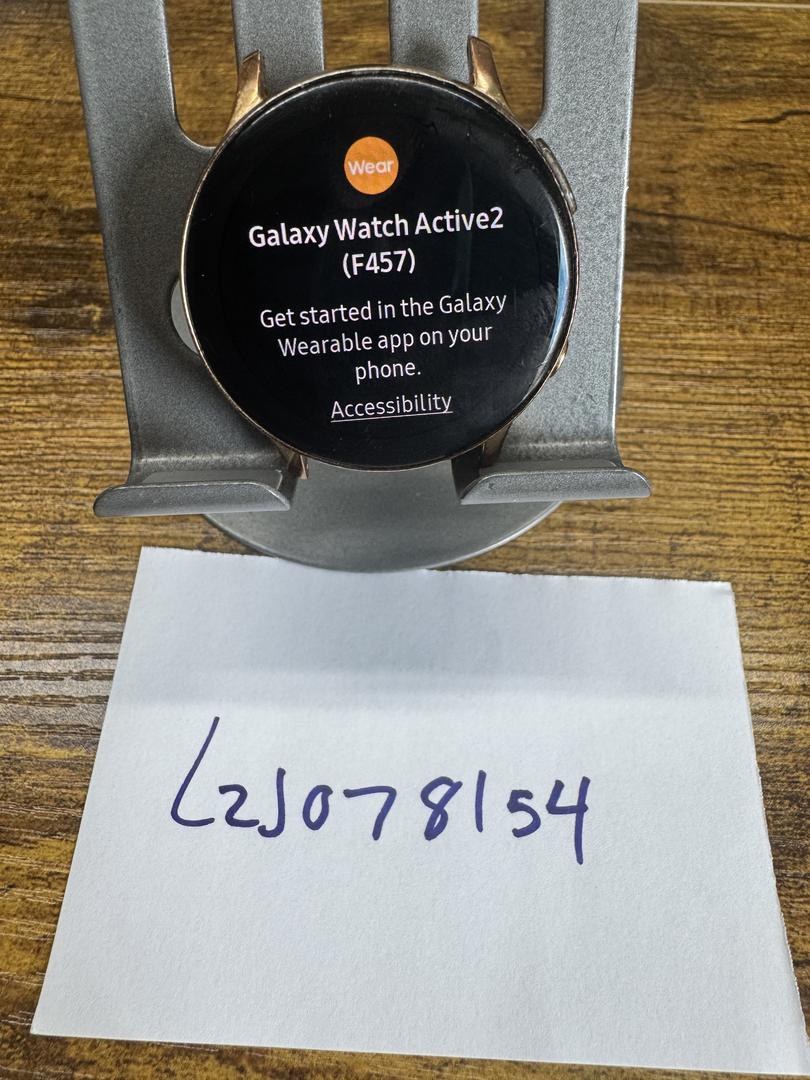 Wear
Galaxy Watch Active2
(F457)
Get started in the Galaxy
Wearable app on your
phone.
Accessibility
L2J078154